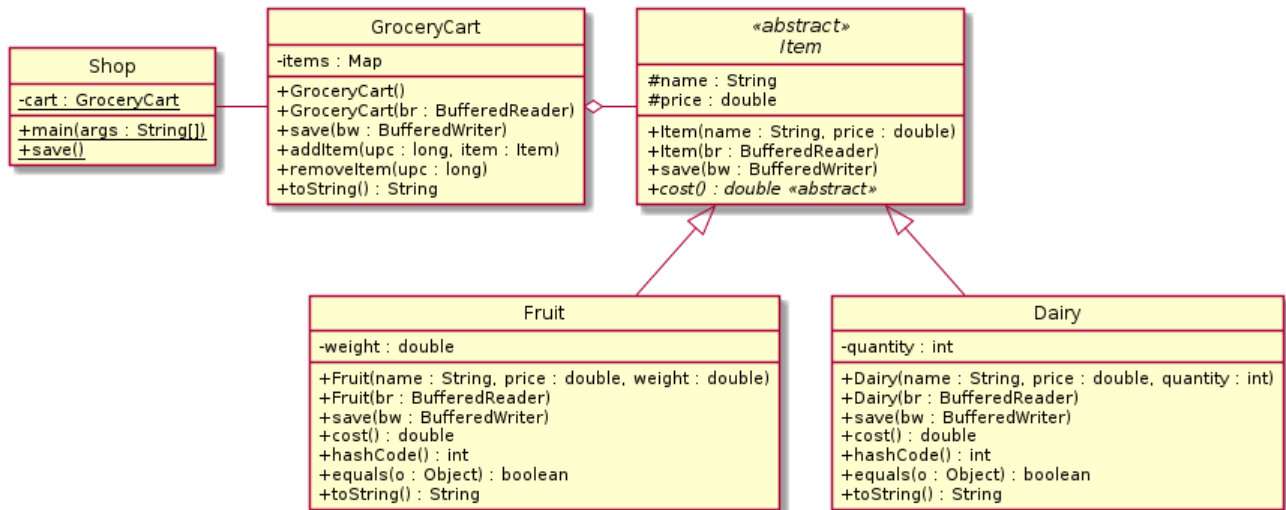 Shop
-cart : GroceryCart
+main(args : String[])
+save()
GroceryCart
-items : Map
+GroceryCart()
+GroceryCart(br : BufferedReader)
+save(bw : BufferedWriter)
+addItem(upc : long, item : Item)
+removeItem(upc : long)
+toString() : String
«abstract»
Item
#name : String
#price : double
+Item(name : String, price : double)
+Item(br : BufferedReader)
+save(bw : BufferedWriter)
+cost() : double «abstract»
Fruit
-weight : double
+Fruit(name : String, price : double, weight : double)
+Fruit(br : BufferedReader)
+save(bw : BufferedWriter)
+cost() : double
+hashCode() : int
+equals(o : Object) : boolean
+toString() : String
Dairy
-quantity : int
+Dairy(name : String, price : double, quantity : int)
+Dairy(br : BufferedReader)
+save(bw : BufferedWriter)
+cost() : double
+hashCode() : int
+equals(o : Object) : boolean
+toString() : String